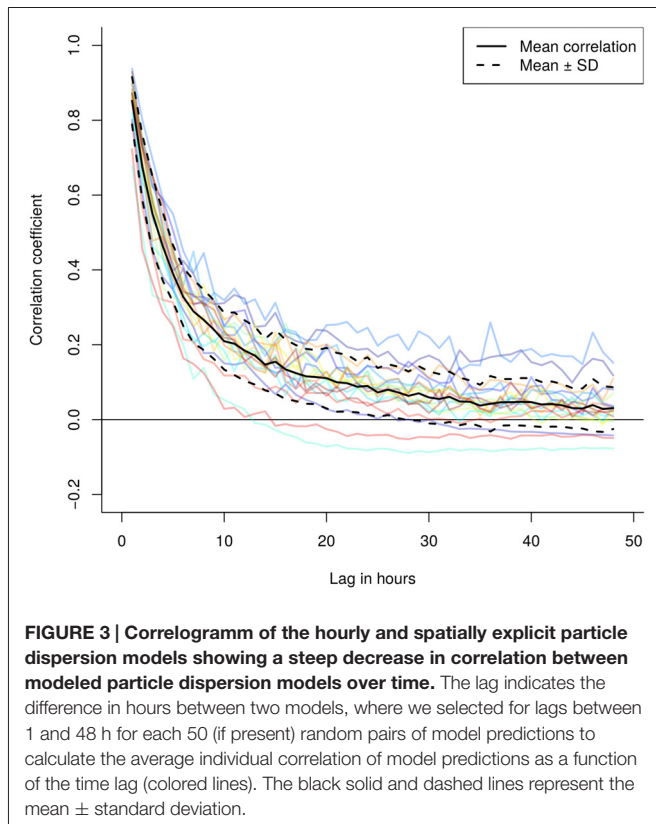 1.0
0.8
0.6
0.4
0.2
0.0
−0.2
Correlation coefficient
Mean correlation
Mean ± SD
0 10 20 30 40 50
Lag in hours
FIGURE 3 | Correlogramm of the hourly and spatially explicit particle
dispersion models showing a steep decrease in correlation between
modeled particle dispersion models over time. The lag indicates the
difference in hours between two models, where we selected for lags between
1 and 48 h for each 50 (if present) random pairs of model predictions to
calculate the average individual correlation of model predictions as a function
of the time lag (colored lines). The black solid and dashed lines represent the
mean ± standard deviation.